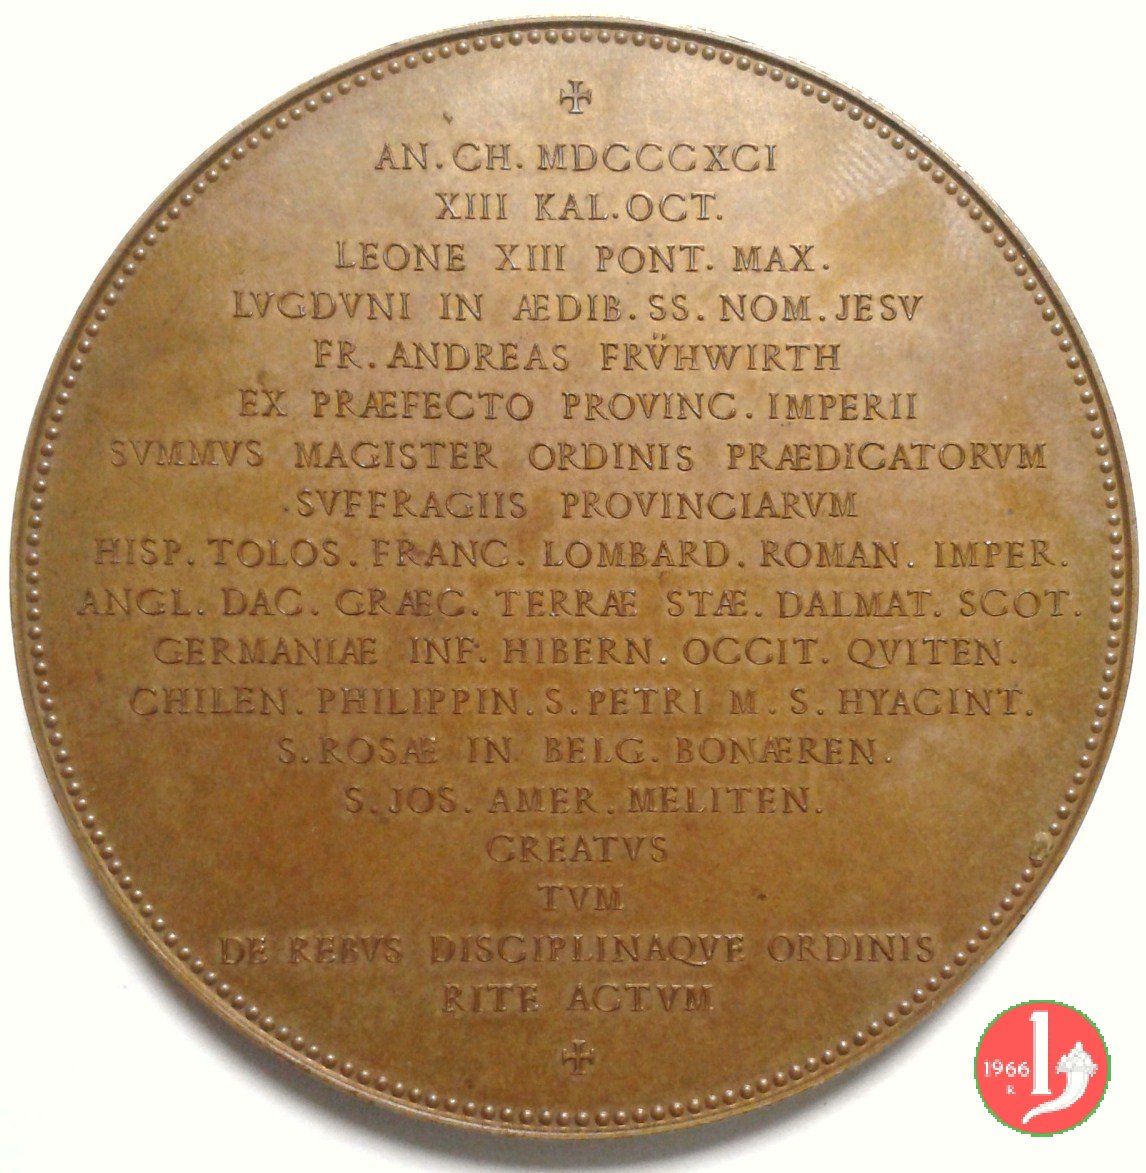 AN. CH. MDCCCXCI
XIII KAL. OCT.
LEONE XIII PONT. MAX.
LVGDVNI IN ÆDIB. SS. NOM. JESV
FR. ANDREAS FRV̈HWIRTH
EX PRÆFECTO PROVINC. IMPERII
SVMMVS MAGISTER ORDINIS PRÆDICATORVM
SVFFRAGIIS PROVINCIARVM
HISP. TOLOS. FRANC. LOMBARD. ROMAN. IMPER.
ANGL. DAC. GRÆC. TERRÆ STÆ. DALMAT. SCOT.
GERMANIÆ INF. HIBERN. OCCIT. QVITEN.
CHILEN. PHILIPPIN. S. PETRI M. S. HYACINT.
S. ROSÆ IN BELG. BONÆREN.
S. JOS. AMER. MELITEN.
CREATVS
TVM
DE REBVS DISCIPLINAQVE ORDINIS
RITE ACTVM
1966
R